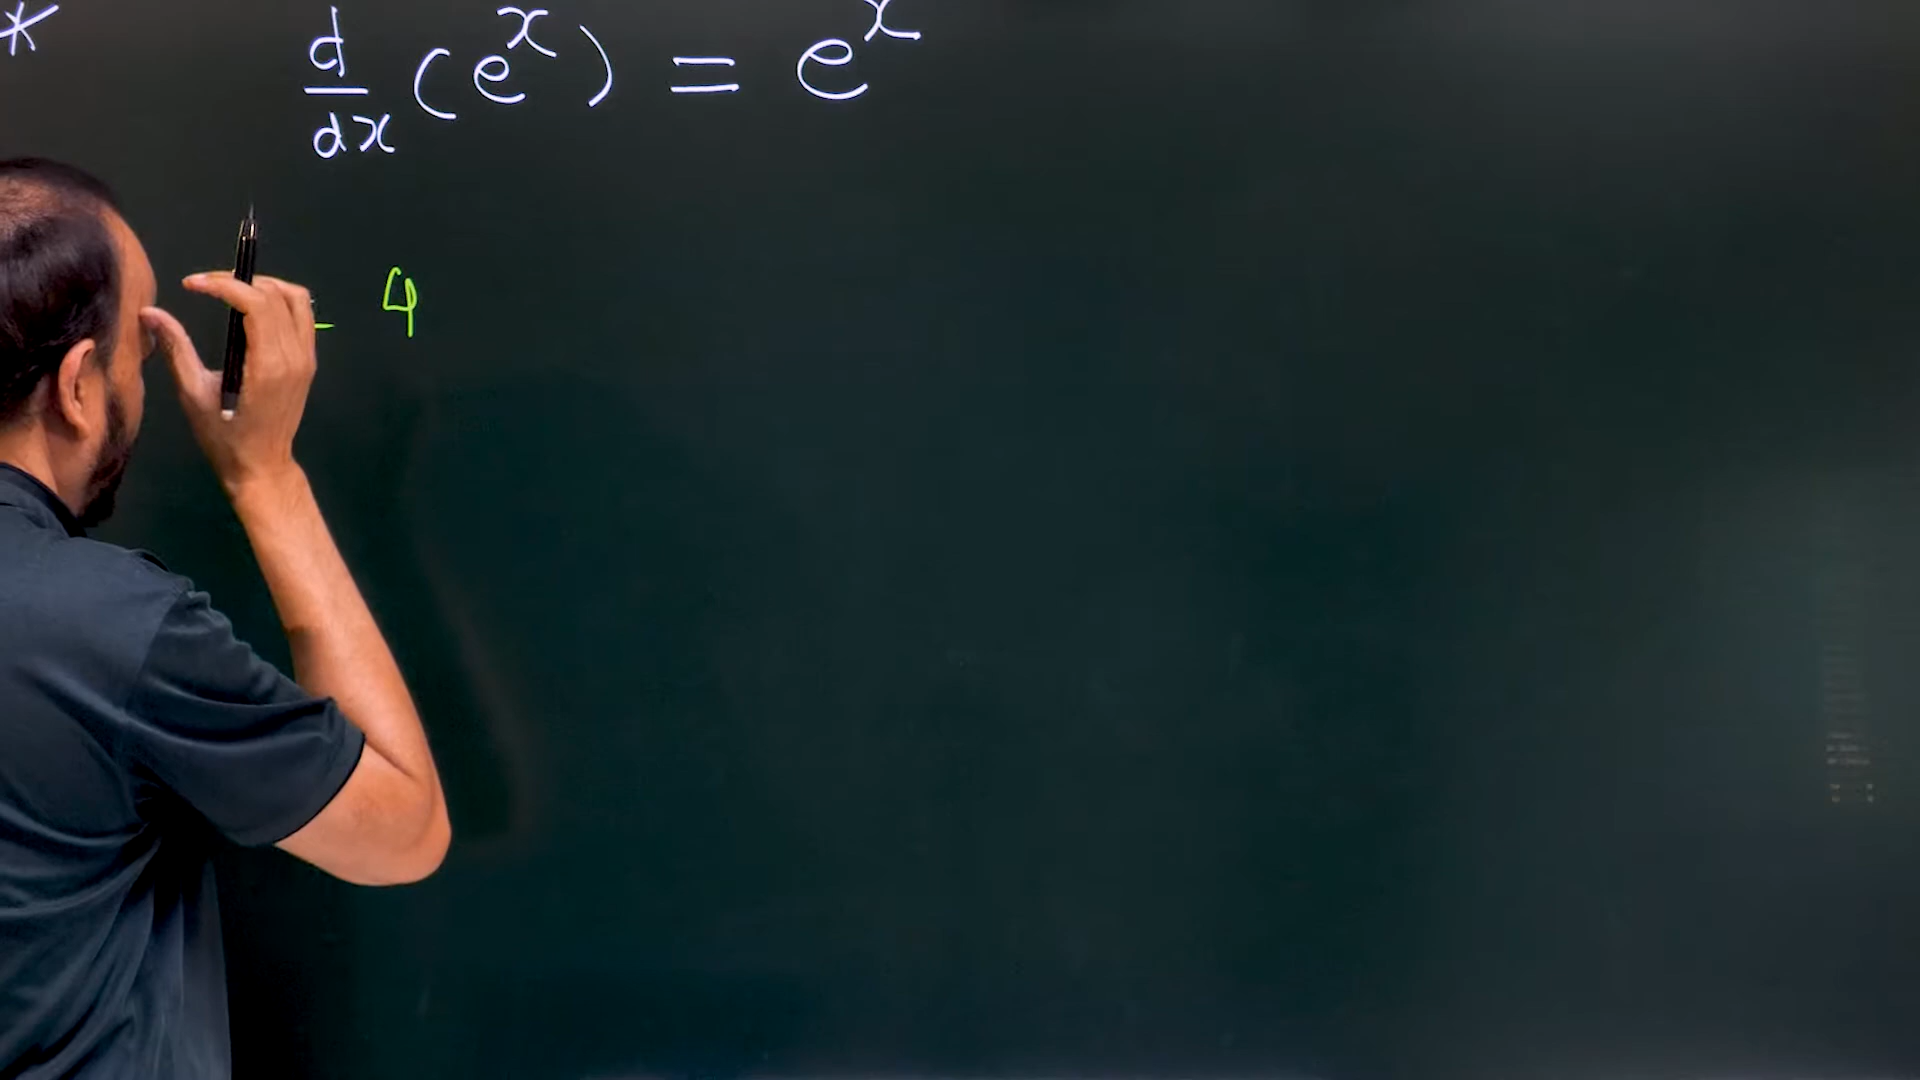 * d/dx (e^x) = e^x
4